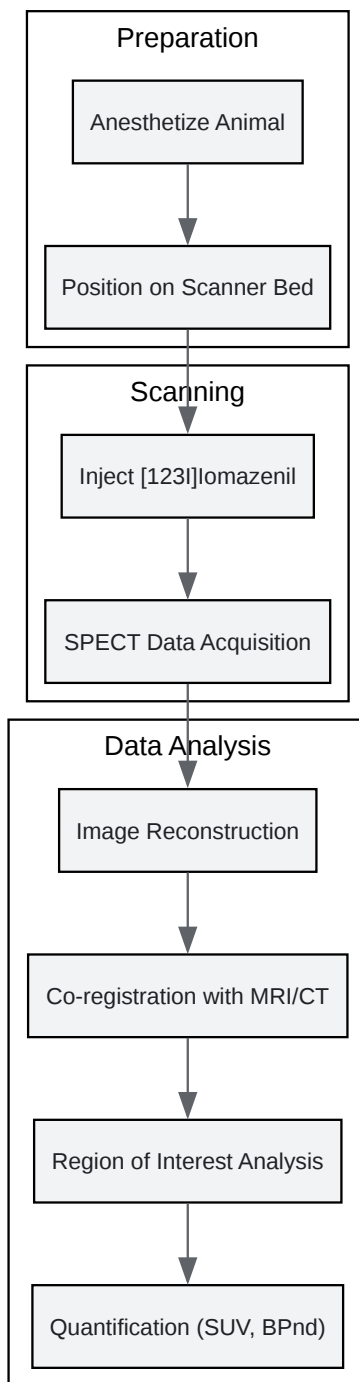 Preparation
Anesthetize Animal
Position on Scanner Bed
Scanning
Inject [123I]Iomazenil
SPECT Data Acquisition
Data Analysis
Image Reconstruction
Co-registration with MRI/CT
Region of Interest Analysis
Quantification (SUV, BPnd)